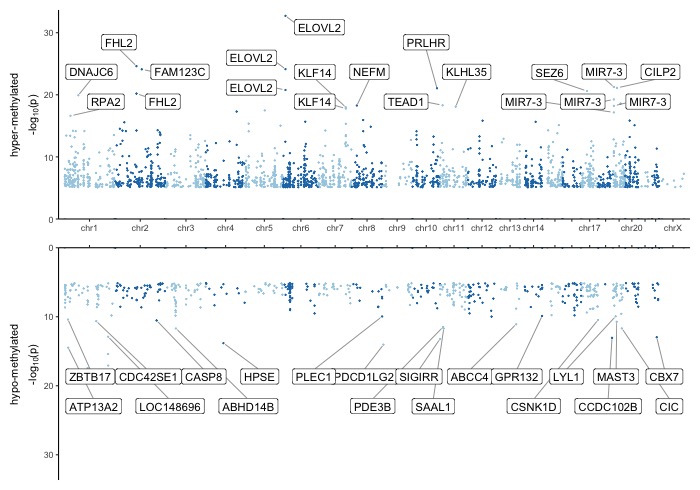 30
20
10
0
hyper-methylated
-log10(p)
ELOVL2
FHL2
PRLHR
ELOVL2
DNAJC6
FAM123C
KLF14
NEFM
KLHL35
SEZ6
MIR7-3
CILP2
ELOVL2
RPA2
FHL2
KLF14
TEAD1
MIR7-3
MIR7-3
MIR7-3
chr1
chr2
chr3
chr4
chr5
chr6
chr7
chr8
chr9
chr10
chr11
chr12
chr13
chr14
chr17
chr20
chrX
0
10
20
30
hypo-methylated
-log10(p)
ZBTB17
CDC42SE1
CASP8
HPSE
PLEC1
PDCD1LG2
SIGIRR
ABCC4
GPR132
LYL1
MAST3
CBX7
ATP13A2
LOC148696
ABHD14B
PDE3B
SAAL1
CSNK1D
CCDC102B
CIC